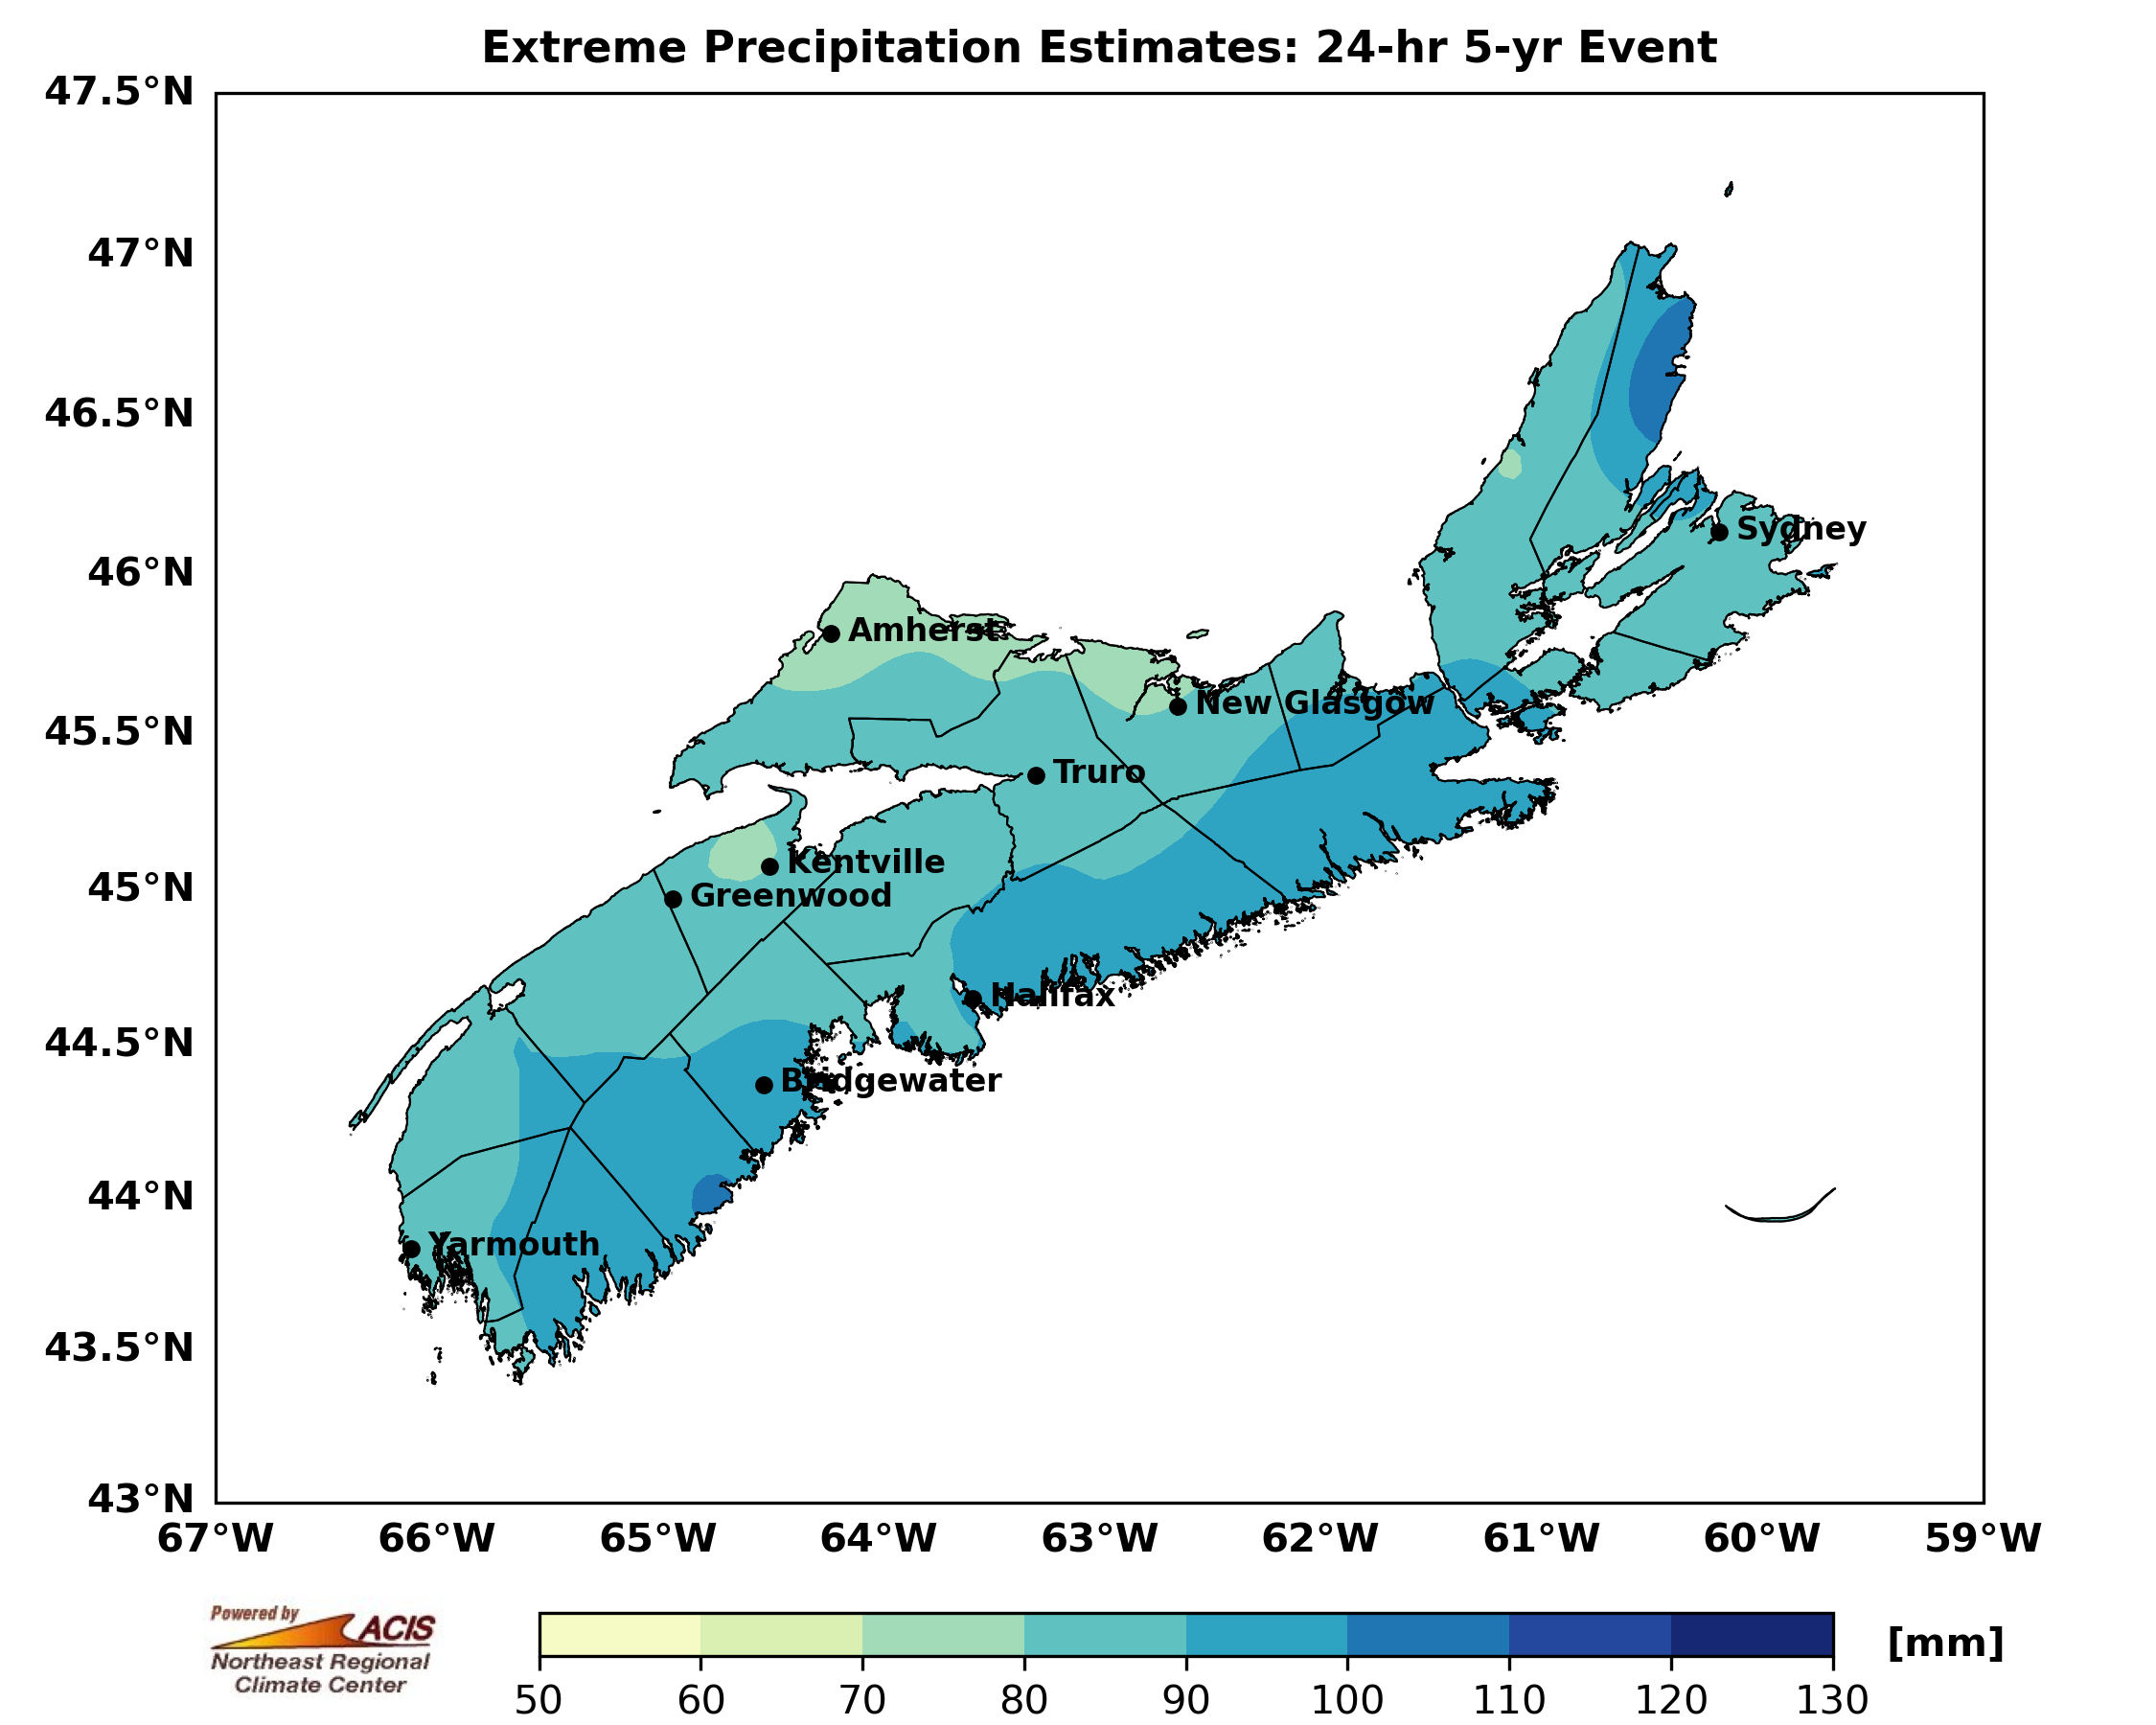 Extreme Precipitation Estimates: 24-hr 5-yr Event
47.5°N
47°N
46.5°N
46°N
45.5°N
45°N
44.5°N
44°N
43.5°N
43°N
67°W 66°W 65°W 64°W 63°W 62°W 61°W 60°W 59°W
Sydney
Amherst
New Glasgow
Truro
Kentville
Greenwood
Halifax
Bridgewater
Yarmouth
Powered by
ACIS
Northeast Regional
Climate Center
50 60 70 80 90 100 110 120 130
[mm]